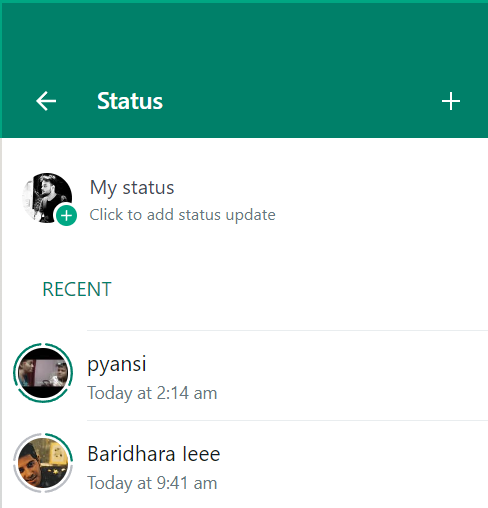 Status
My status
Click to add status update
RECENT
pyansi
Today at 2:14 am
Baridhara Ieee
Today at 9:41 am